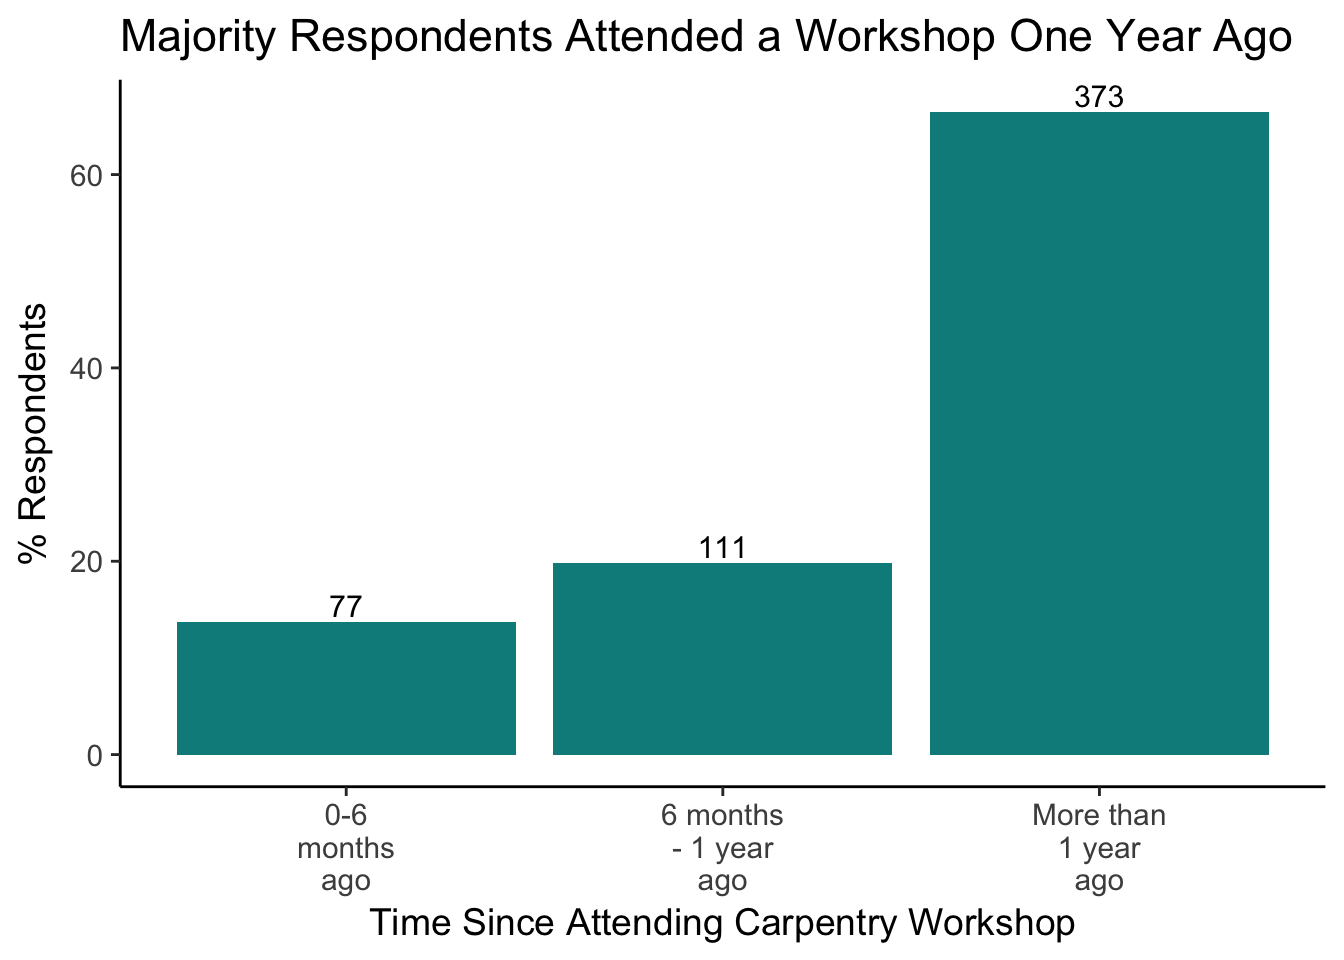 Majority Respondents Attended a Workshop One Year Ago
373
60
40
111
20
77
0
% Respondents
0-6
months
ago
6 months
- 1 year
ago
More than
1 year
ago
Time Since Attending Carpentry Workshop